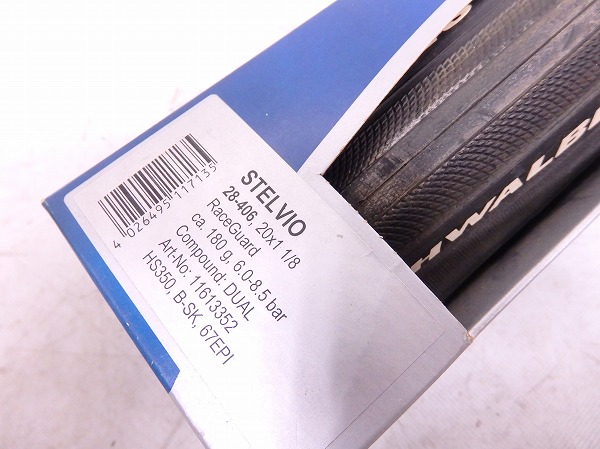 STELVIO
28-406, 20x1 1/8
RaceGuard
ca. 180 g, 6.0-8.5 bar
Compound: DUAL
Art-No: 11613352
HS350, B-SK, 67EPI
4 026495 117135